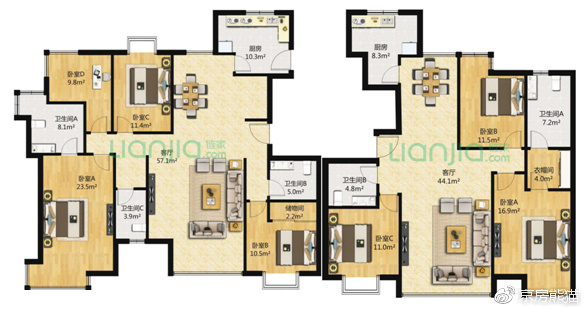 厨房
10.3m²
卧室D
9.8m²
卧室C
11.4m²
卫生间A
8.1m²
Lianjia.com
链家
客厅
57.1m²
卧室A
23.5m²
卫生间C
3.9m²
卫生间B
5.0m²
储物间
2.2m²
卧室B
10.5m²
厨房
8.3m²
卧室B
11.5m²
卫生间A
7.2m²
Lianjia.com
链家
衣帽间
4.0m²
客厅
44.1m²
卫生间B
4.8m²
卧室A
16.9m²
卧室C
11.0m²
京房熊猫